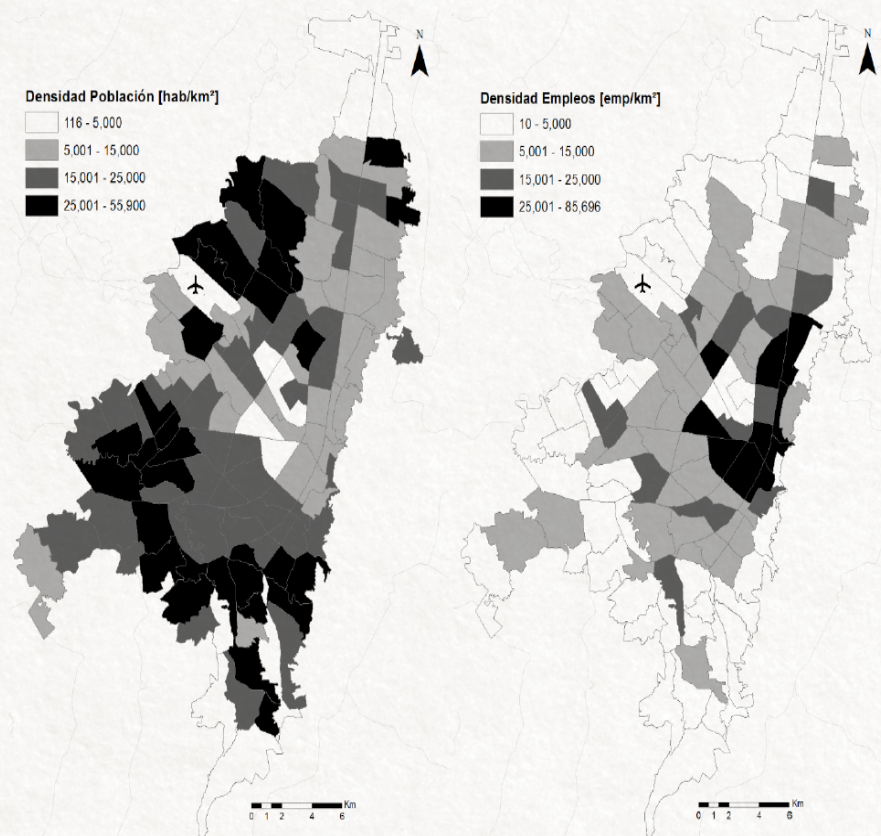 N
Densidad Población [hab/km²]
116 - 5,000
5,001 - 15,000
15,001 - 25,000
25,001 - 55,900
0 1 2 4 6
Km
N
Densidad Empleos [emp/km²]
10 - 5,000
5,001 - 15,000
15,001 - 25,000
25,001 - 85,696
0 1 2 4 6
Km